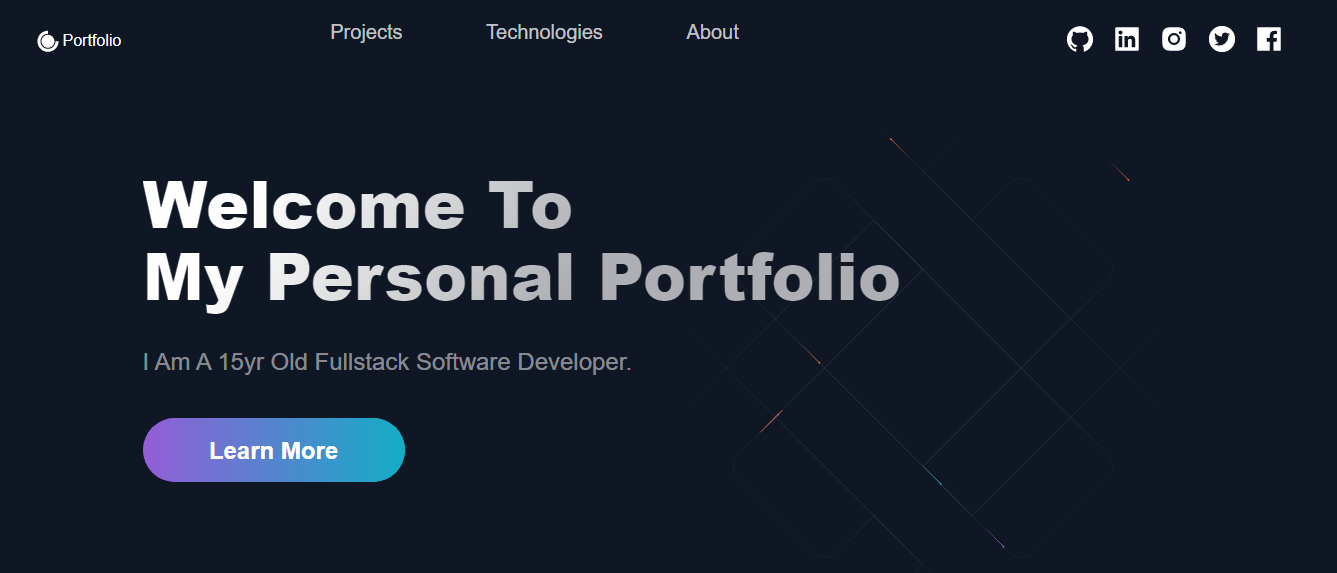 Portfolio
Projects
Technologies
About
Welcome To
My Personal Portfolio
I Am A 15yr Old Fullstack Software Developer.
Learn More